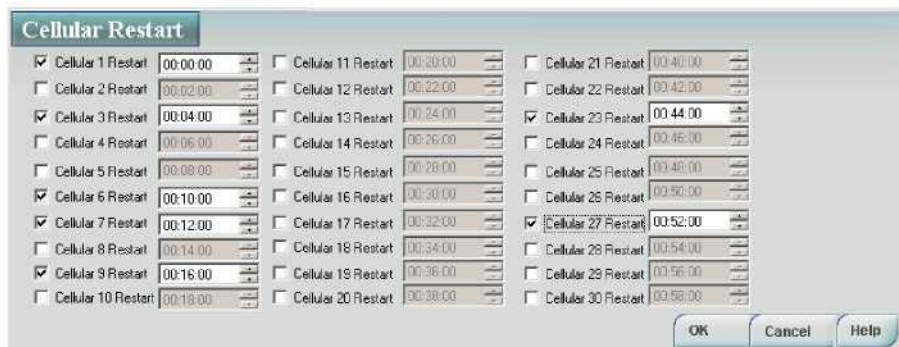 Cellular Restart
Cellular 1 Restart 00:00:00
Cellular 2 Restart 00:02:00
Cellular 3 Restart 00:04:00
Cellular 4 Restart 00:06:00
Cellular 5 Restart 00:08:00
Cellular 6 Restart 00:10:00
Cellular 7 Restart 00:12:00
Cellular 8 Restart 00:14:00
Cellular 9 Restart 00:16:00
Cellular 10 Restart 00:18:00
Cellular 11 Restart 00:20:00
Cellular 12 Restart 00:22:00
Cellular 13 Restart 00:24:00
Cellular 14 Restart 00:26:00
Cellular 15 Restart 00:28:00
Cellular 16 Restart 00:30:00
Cellular 17 Restart 00:32:00
Cellular 18 Restart 00:34:00
Cellular 19 Restart 00:36:00
Cellular 20 Restart 00:38:00
Cellular 21 Restart 00:40:00
Cellular 22 Restart 00:42:00
Cellular 23 Restart 00:44:00
Cellular 24 Restart 00:46:00
Cellular 25 Restart 00:48:00
Cellular 26 Restart 00:50:00
Cellular 27 Restart 00:52:00
Cellular 28 Restart 00:54:00
Cellular 29 Restart 00:56:00
Cellular 30 Restart 00:58:00
OK Cancel Help